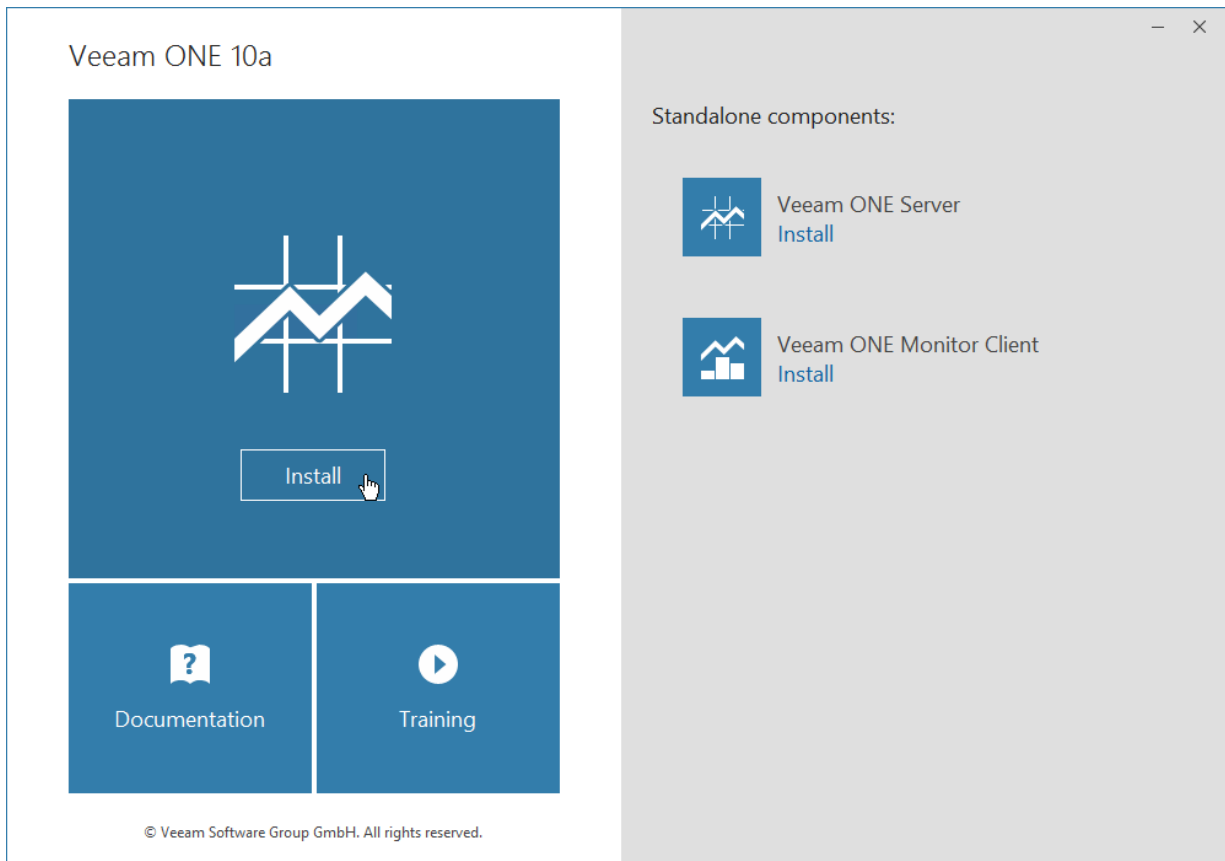 Veeam ONE 10a
Install
Documentation
Training
© Veeam Software Group GmbH. All rights reserved.
Standalone components:
Veeam ONE Server
Install
Veeam ONE Monitor Client
Install